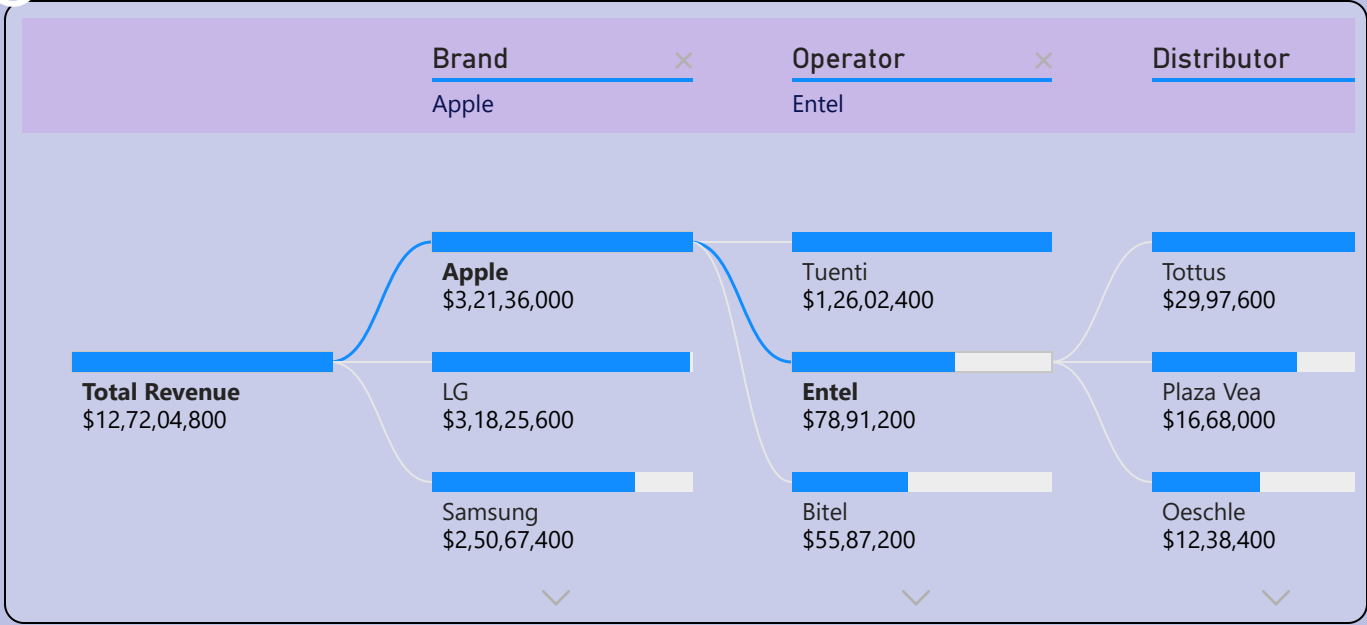 Brand
Operator
Distributor
Apple
Entel
Apple
$3,21,36,000
Tuenti
$1,26,02,400
Tottus
$29,97,600
Total Revenue
$12,72,04,800
LG
$3,18,25,600
Entel
$78,91,200
Plaza Vea
$16,68,000
Samsung
$2,50,67,400
Bitel
$55,87,200
Oeschle
$12,38,400